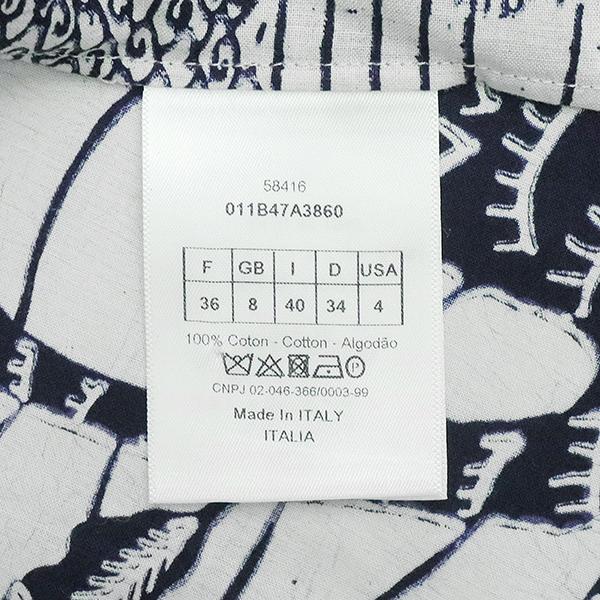 58416
011B47A3860
F GB I D USA
36 8 40 34 4
100% Coton - Cotton - Algodão
P
CNPJ 02-046-366/0003-99
Made In ITALY
ITALIA